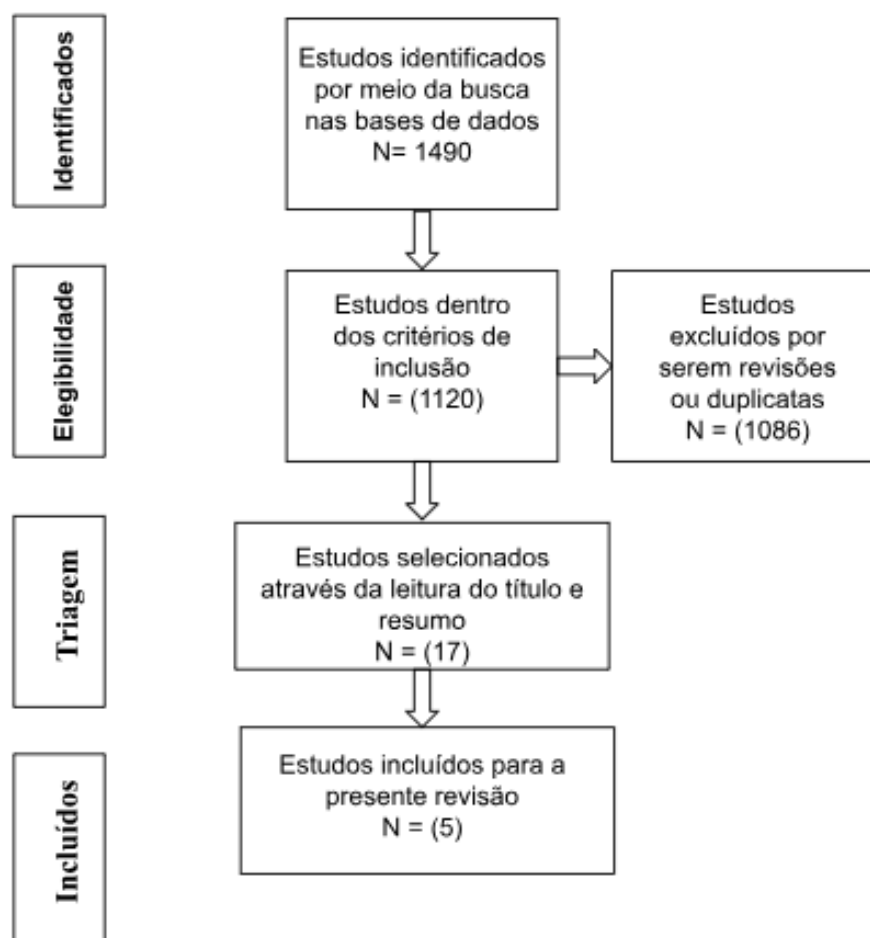 Identificados
Estudos identificados
por meio da busca
nas bases de dados
N= 1490
Elegibilidade
Estudos dentro
dos critérios de
inclusão
N = (1120)
Estudos
excluídos por
serem revisões
ou duplicatas
N = (1086)
Triagem
Estudos selecionados
através da leitura do título e
resumo
N = (17)
Incluídos
Estudos incluídos para a
presente revisão
N = (5)